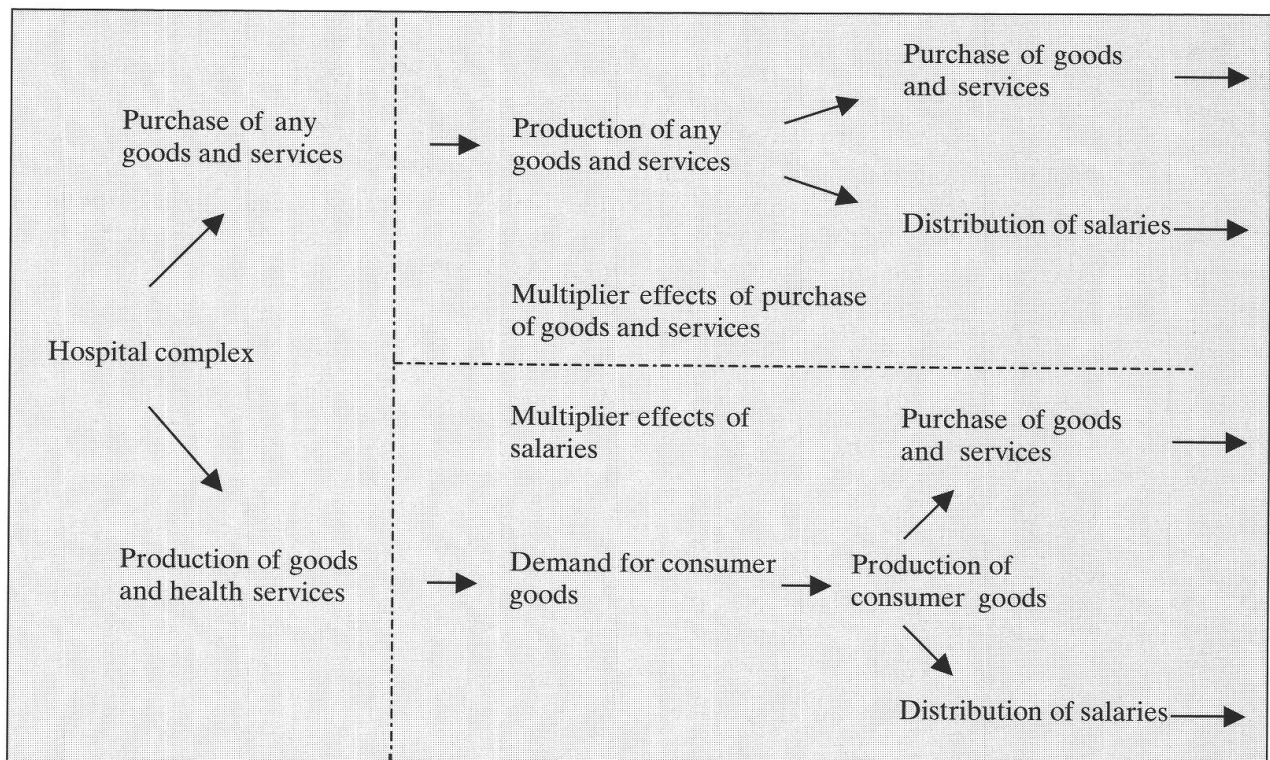 Purchase of any
goods and services
Hospital complex
Production of goods
and health services
Production of any
goods and services
Purchase of goods
and services
Distribution of salaries
Multiplier effects of purchase
of goods and services
Multiplier effects of
salaries
Demand for consumer
goods
Purchase of goods
and services
Production of
consumer goods
Distribution of salaries